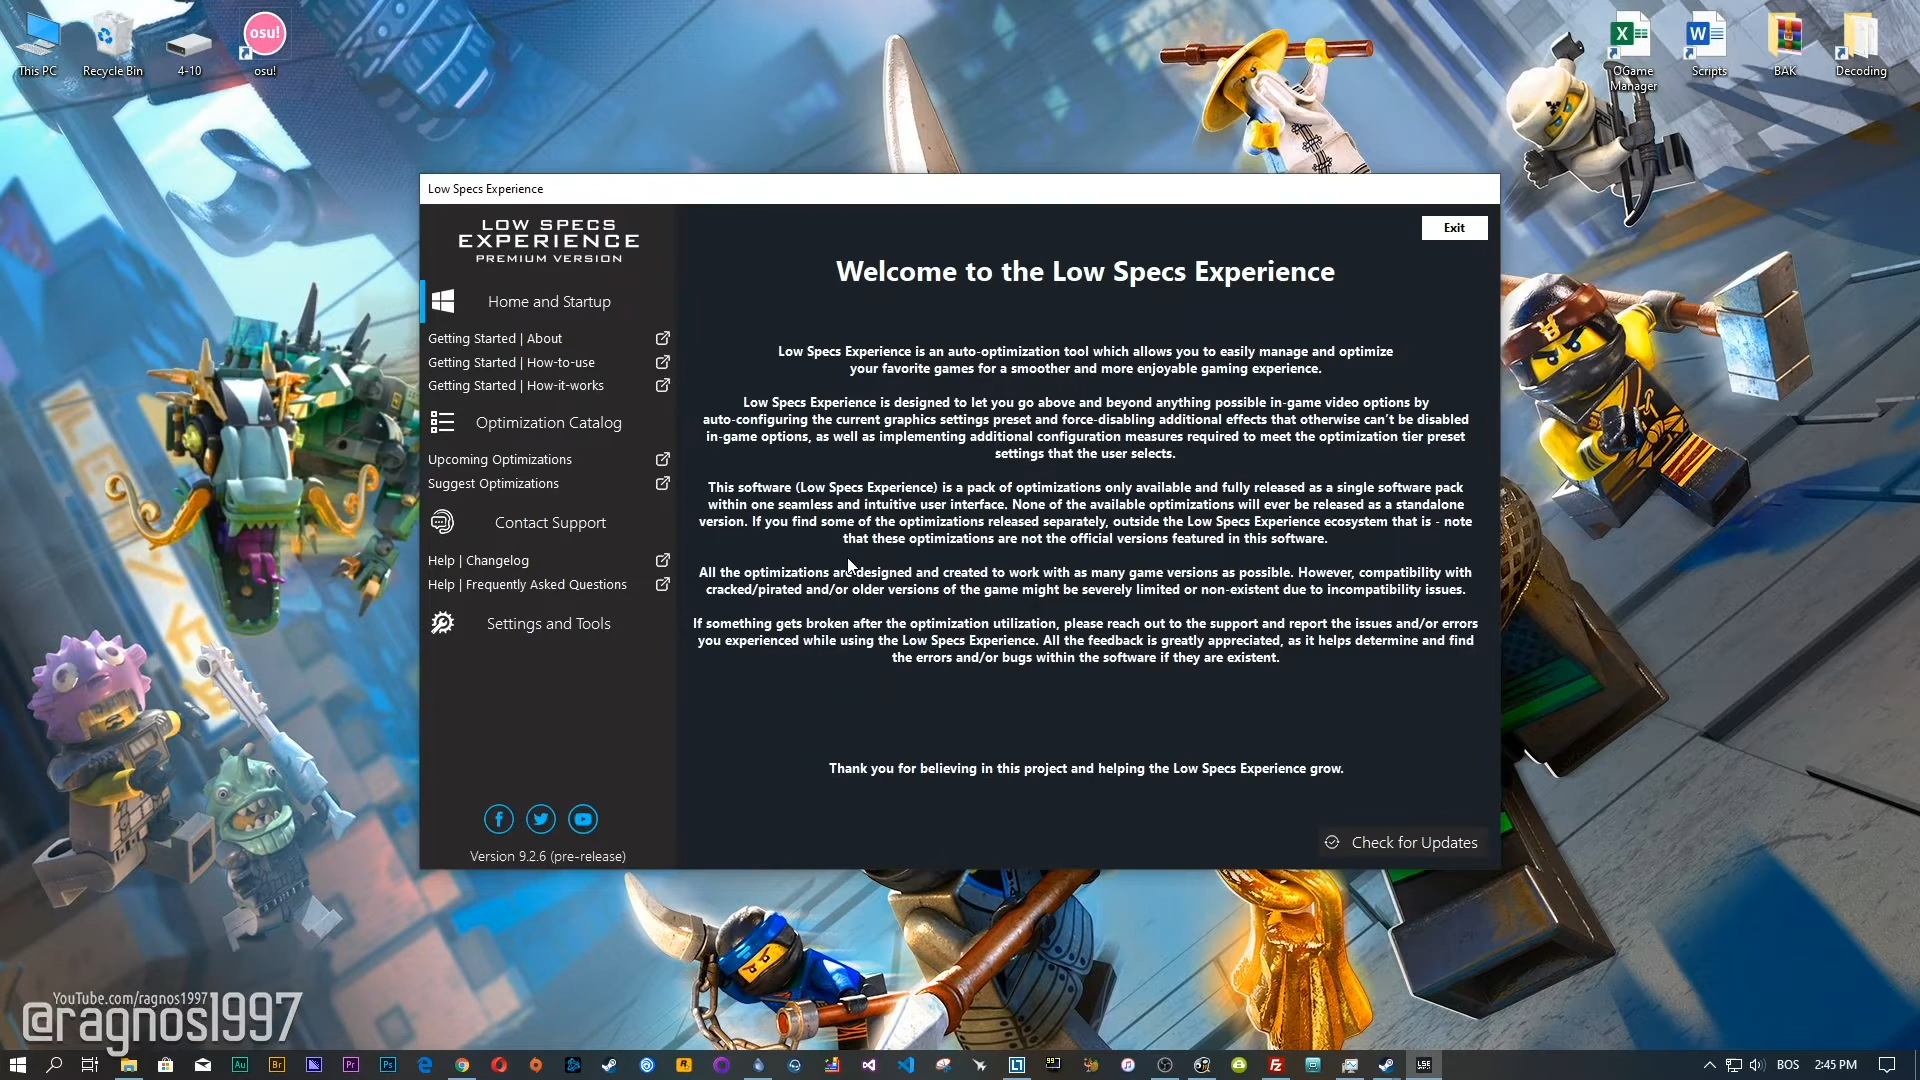 osu!
This PC
Recycle Bin
4-10
osu!
OGame
Manager
Scripts
BAK
Decoding
Low Specs Experience
LOW SPECS
EXPERIENCE
PREMIUM VERSION
Home and Startup
Getting Started | About
Getting Started | How-to-use
Getting Started | How-it-works
Optimization Catalog
Upcoming Optimizations
Suggest Optimizations
Contact Support
Help | Changelog
Help | Frequently Asked Questions
Settings and Tools
Version 9.2.6 (pre-release)
Exit
Welcome to the Low Specs Experience
Low Specs Experience is an auto-optimization tool which allows you to easily manage and optimize
your favorite games for a smoother and more enjoyable gaming experience.
Low Specs Experience is designed to let you go above and beyond anything possible in-game video options by
auto-configuring the current graphics settings preset and force-disabling additional effects that otherwise can't be disabled
in-game options, as well as implementing additional configuration measures required to meet the optimization tier preset
settings that the user selects.
This software (Low Specs Experience) is a pack of optimizations only available and fully released as a single software pack
within one seamless and intuitive user interface. None of the available optimizations will ever be released as a standalone
version. If you find some of the optimizations released separately, outside the Low Specs Experience ecosystem that is - note
that these optimizations are not the official versions featured in this software.
All the optimizations are designed and created to work with as many game versions as possible. However, compatibility with
cracked/pirated and/or older versions of the game might be severely limited or non-existent due to incompatibility issues.
If something gets broken after the optimization utilization, please reach out to the support and report the issues and/or errors
you experienced while using the Low Specs Experience. All the feedback is greatly appreciated, as it helps determine and find
the errors and/or bugs within the software if they are existent.
Thank you for believing in this project and helping the Low Specs Experience grow.
Check for Updates
YouTube.com/ragnos1997
@ragnos1997
Au
Br
Pr
Ps
LSE
BOS
2:45 PM